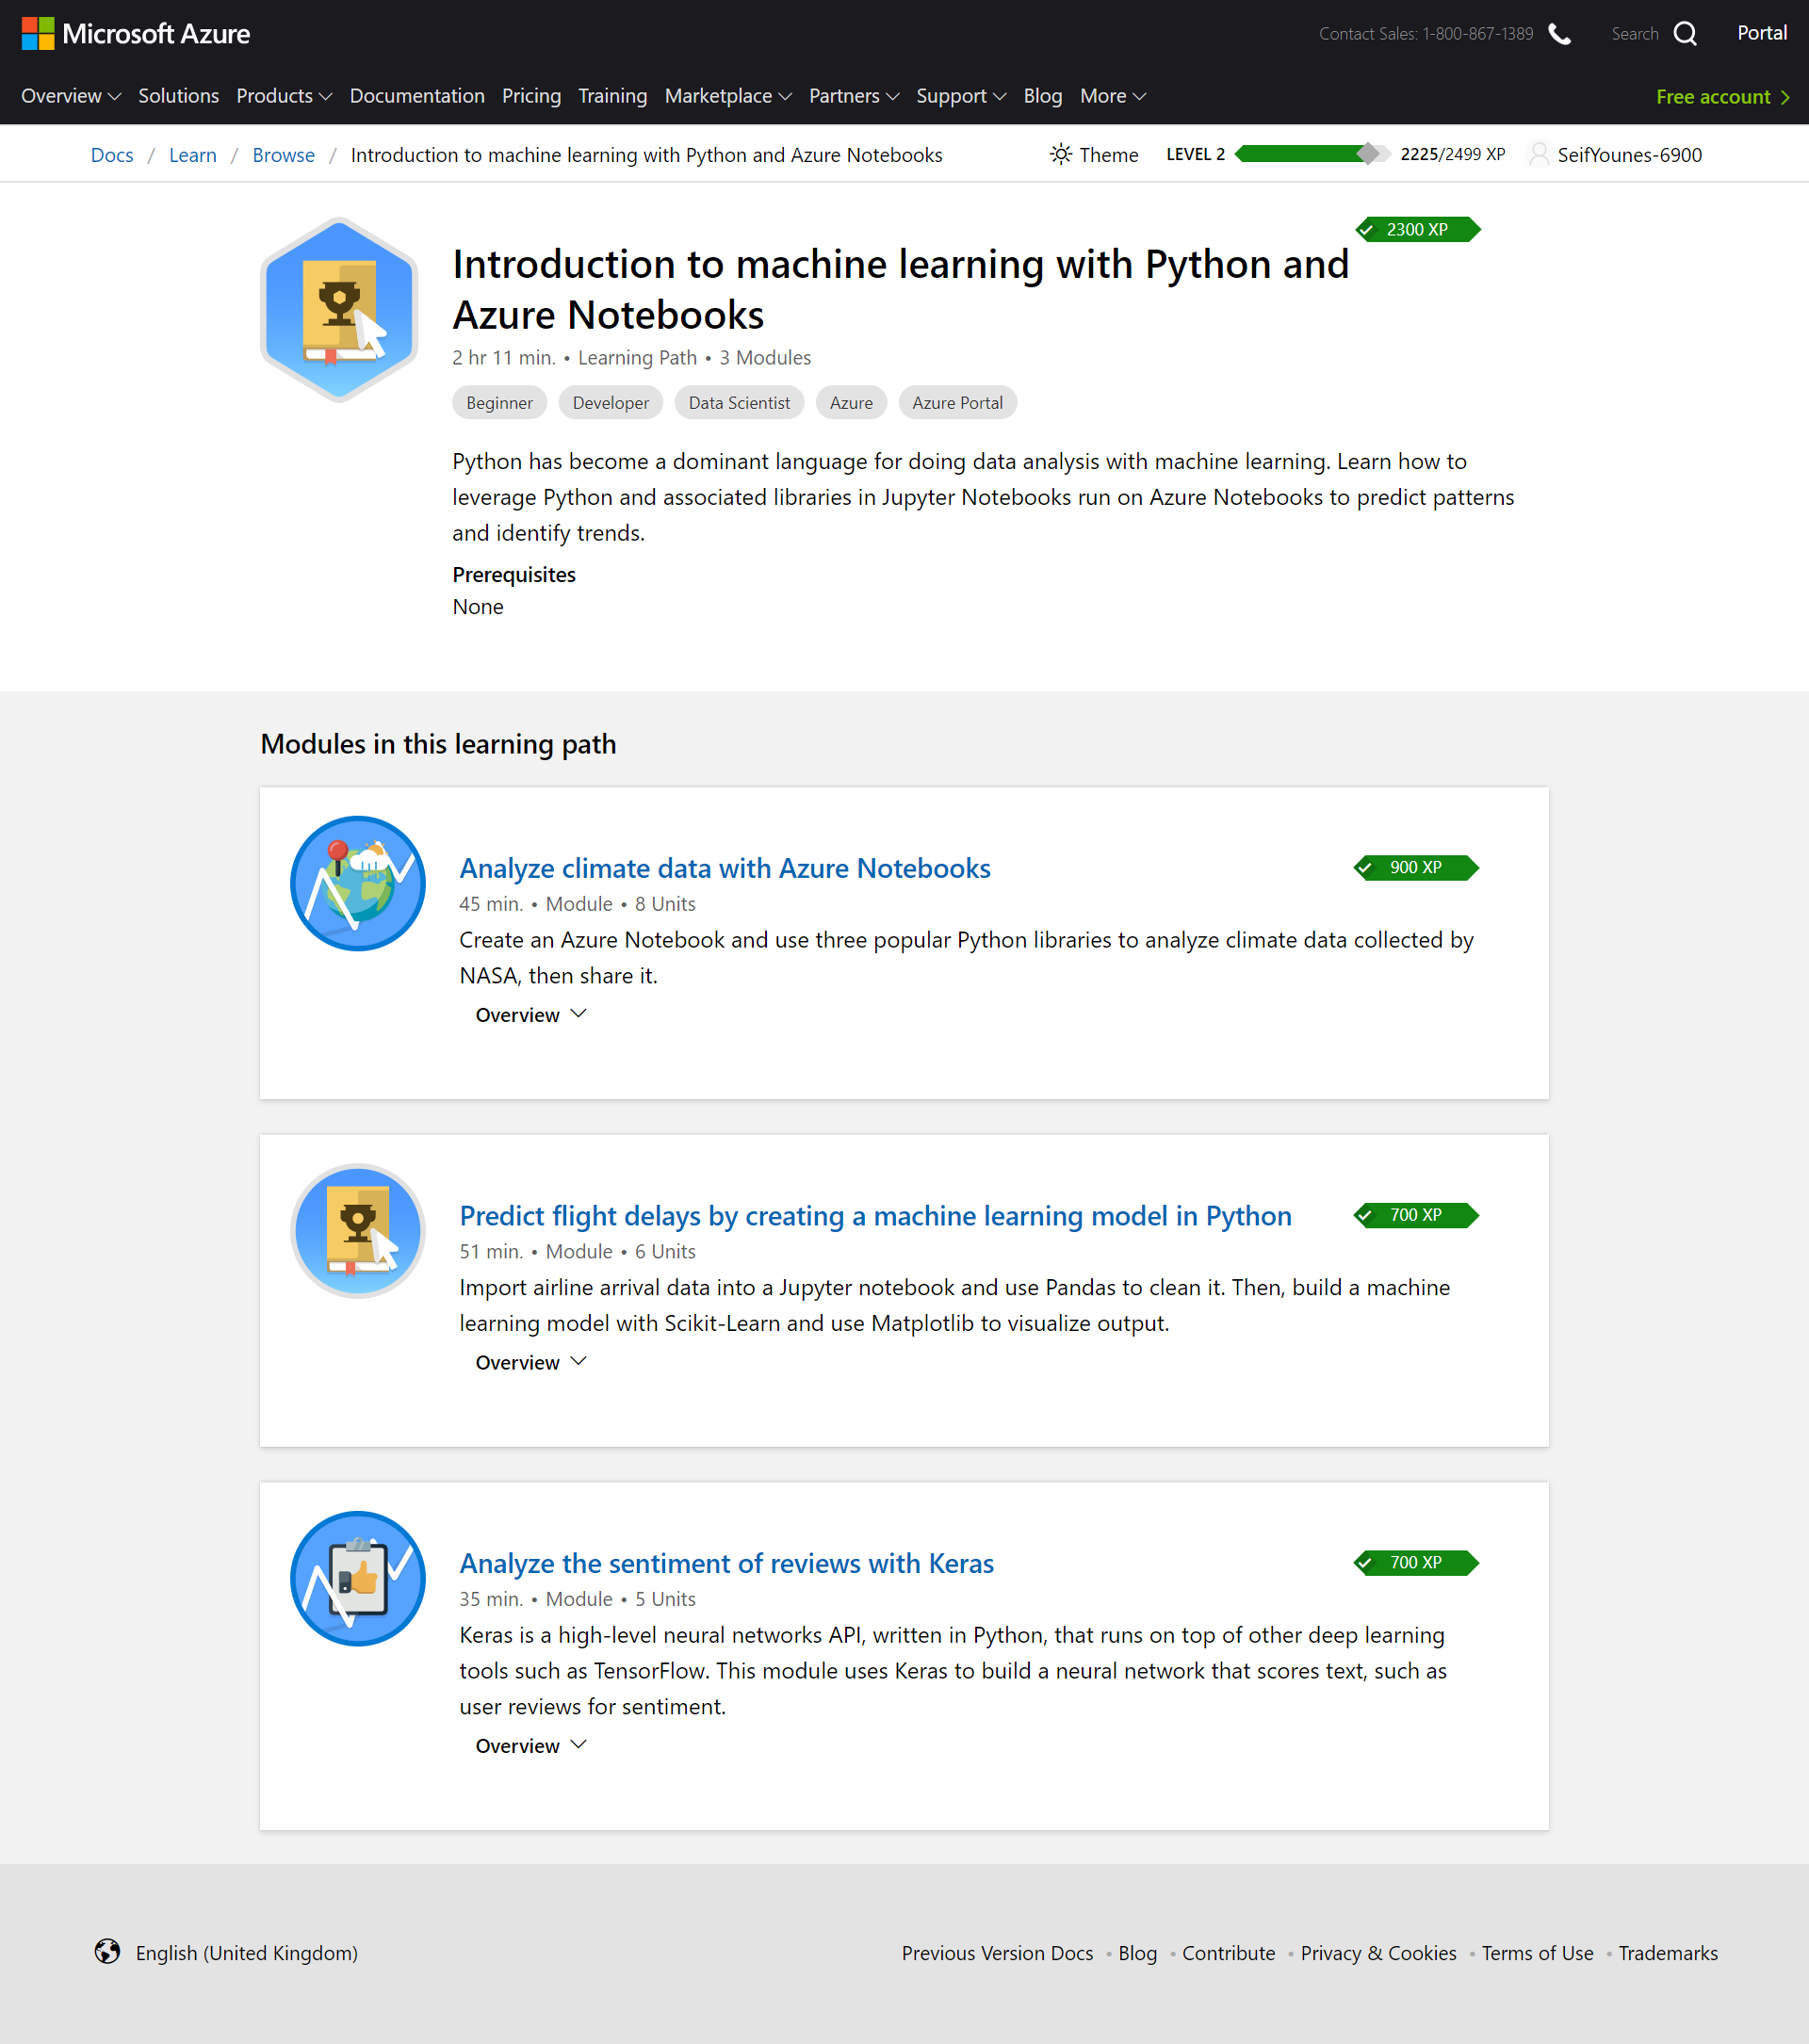 Microsoft Azure
Contact Sales: 1-800-867-1389 Search Portal
Overview Solutions Products Documentation Pricing Training Marketplace Partners Support Blog More Free account
Docs / Learn / Browse / Introduction to machine learning with Python and Azure Notebooks Theme LEVEL 2 2225/2499 XP SeifYounes-6900
2300 XP
Introduction to machine learning with Python and
Azure Notebooks
2 hr 11 min. • Learning Path • 3 Modules
Beginner Developer Data Scientist Azure Azure Portal
Python has become a dominant language for doing data analysis with machine learning. Learn how to
leverage Python and associated libraries in Jupyter Notebooks run on Azure Notebooks to predict patterns
and identify trends.
Prerequisites
None
Modules in this learning path
Analyze climate data with Azure Notebooks 900 XP
45 min. • Module • 8 Units
Create an Azure Notebook and use three popular Python libraries to analyze climate data collected by
NASA, then share it.
Overview
Predict flight delays by creating a machine learning model in Python 700 XP
51 min. • Module • 6 Units
Import airline arrival data into a Jupyter notebook and use Pandas to clean it. Then, build a machine
learning model with Scikit-Learn and use Matplotlib to visualize output.
Overview
Analyze the sentiment of reviews with Keras 700 XP
35 min. • Module • 5 Units
Keras is a high-level neural networks API, written in Python, that runs on top of other deep learning
tools such as TensorFlow. This module uses Keras to build a neural network that scores text, such as
user reviews for sentiment.
Overview
English (United Kingdom) Previous Version Docs • Blog • Contribute • Privacy & Cookies • Terms of Use • Trademarks